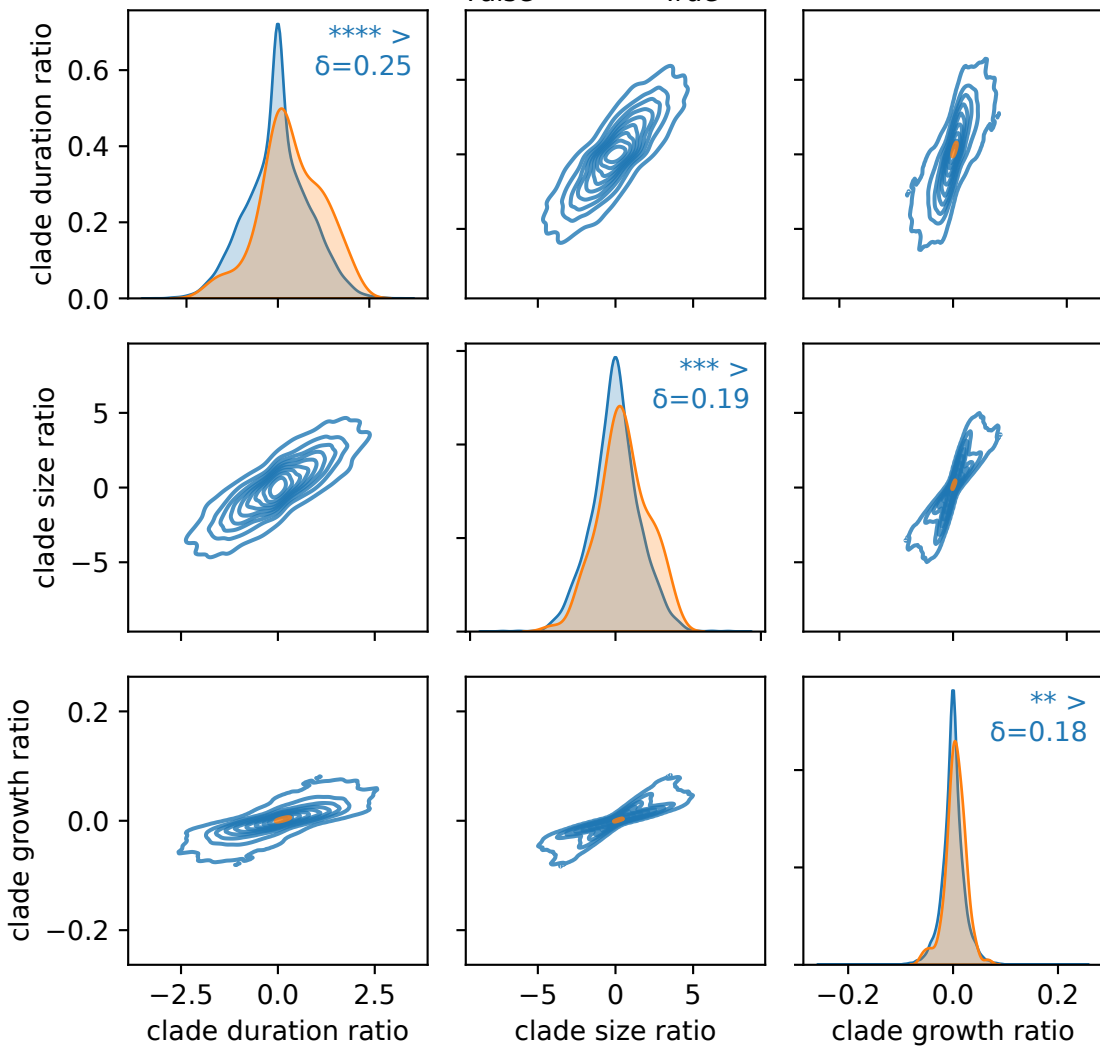 clade duration ratio
0.6
0.4
0.2
0.0
**** >
δ=0.25
clade size ratio
5
0
−5
*** >
δ=0.19
clade growth ratio
0.2
0.0
−0.2
** >
δ=0.18
−2.5 0.0 2.5
clade duration ratio
−5 0 5
clade size ratio
−0.2 0.0 0.2
clade growth ratio